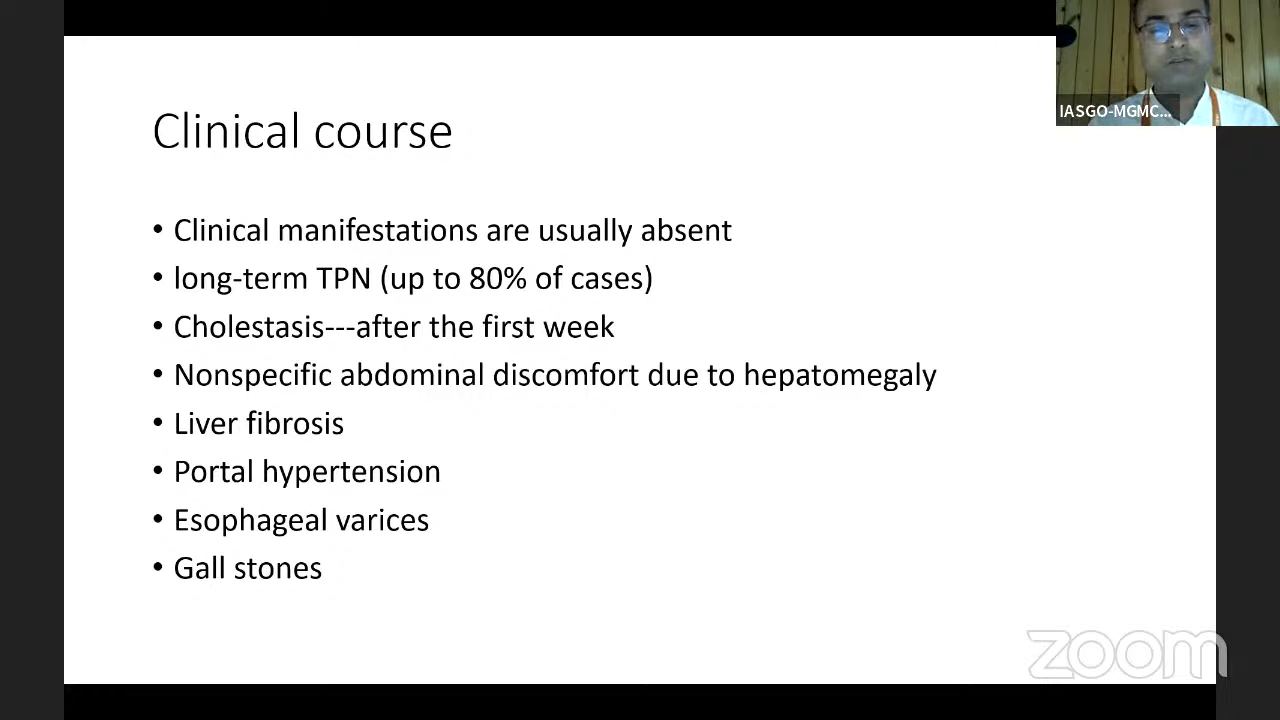 IASGO-MGMC...
Clinical course
• Clinical manifestations are usually absent
• long-term TPN (up to 80% of cases)
• Cholestasis---after the first week
• Nonspecific abdominal discomfort due to hepatomegaly
• Liver fibrosis
• Portal hypertension
• Esophageal varices
• Gall stones
zoom